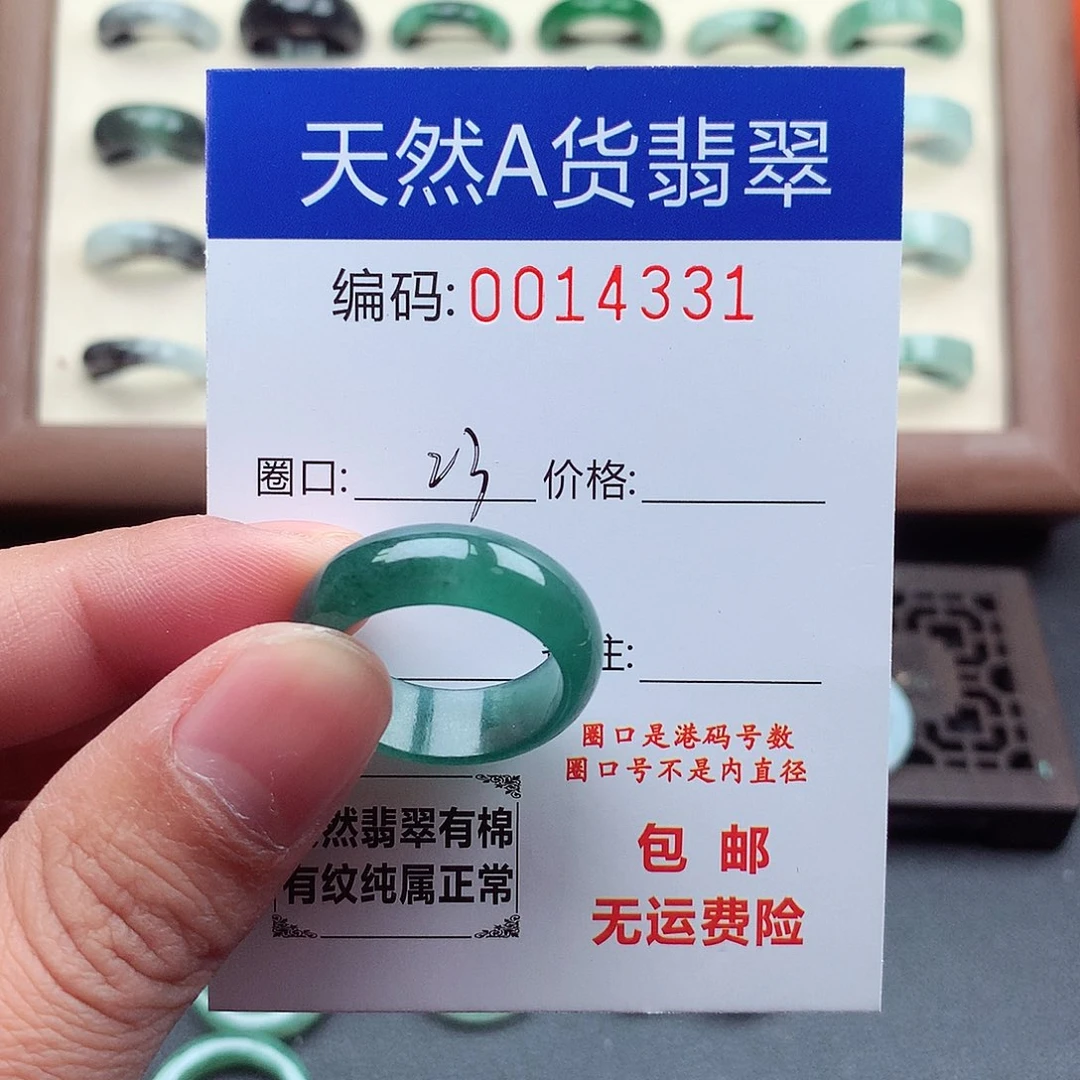 天然A货翡翠
编码:0014331
圈口: 23 价格:
注:
圈口是港码号数
圈口号不是内直径
然翡翠有棉
有纹纯属正常
包邮
无运费险